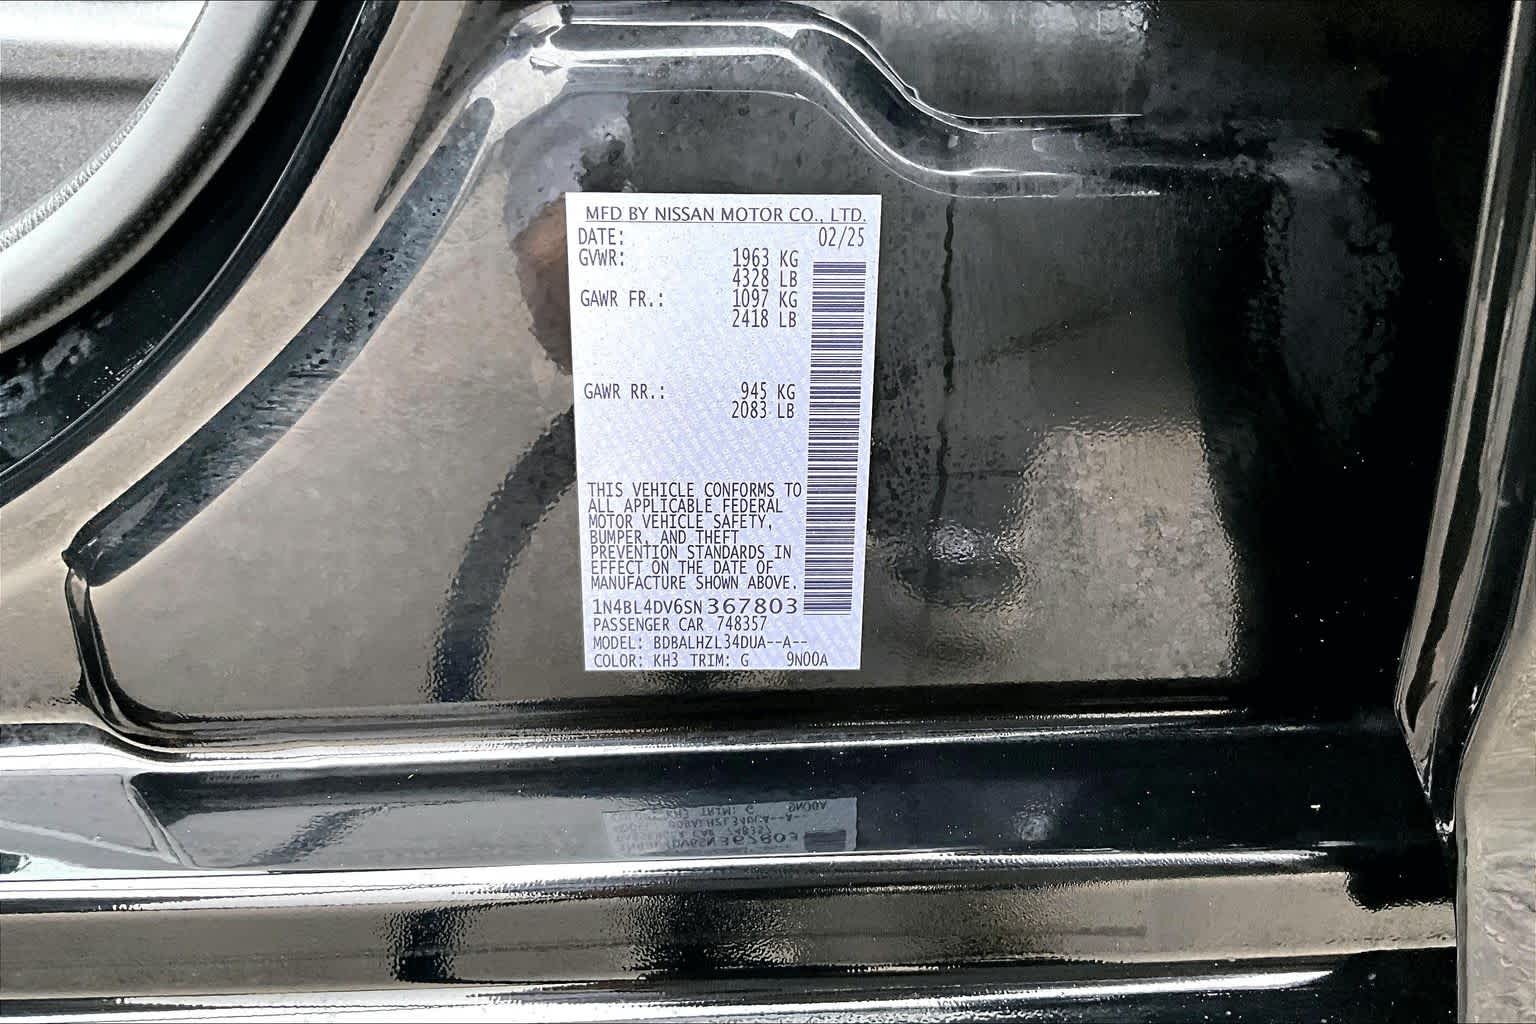 MFD BY NISSAN MOTOR CO., LTD.
DATE: 02/25
GVWR: 1963 KG
4328 LB
GAWR FR.: 1097 KG
2418 LB
GAWR RR.: 945 KG
2083 LB
THIS VEHICLE CONFORMS TO
ALL APPLICABLE FEDERAL
MOTOR VEHICLE SAFETY,
BUMPER, AND THEFT
PREVENTION STANDARDS IN
EFFECT ON THE DATE OF
MANUFACTURE SHOWN ABOVE.
1N4BL4DV6SN367803
PASSENGER CAR 748357
MODEL: BDBALHZL34DUA--A--
COLOR: KH3 TRIM: G 9N00A